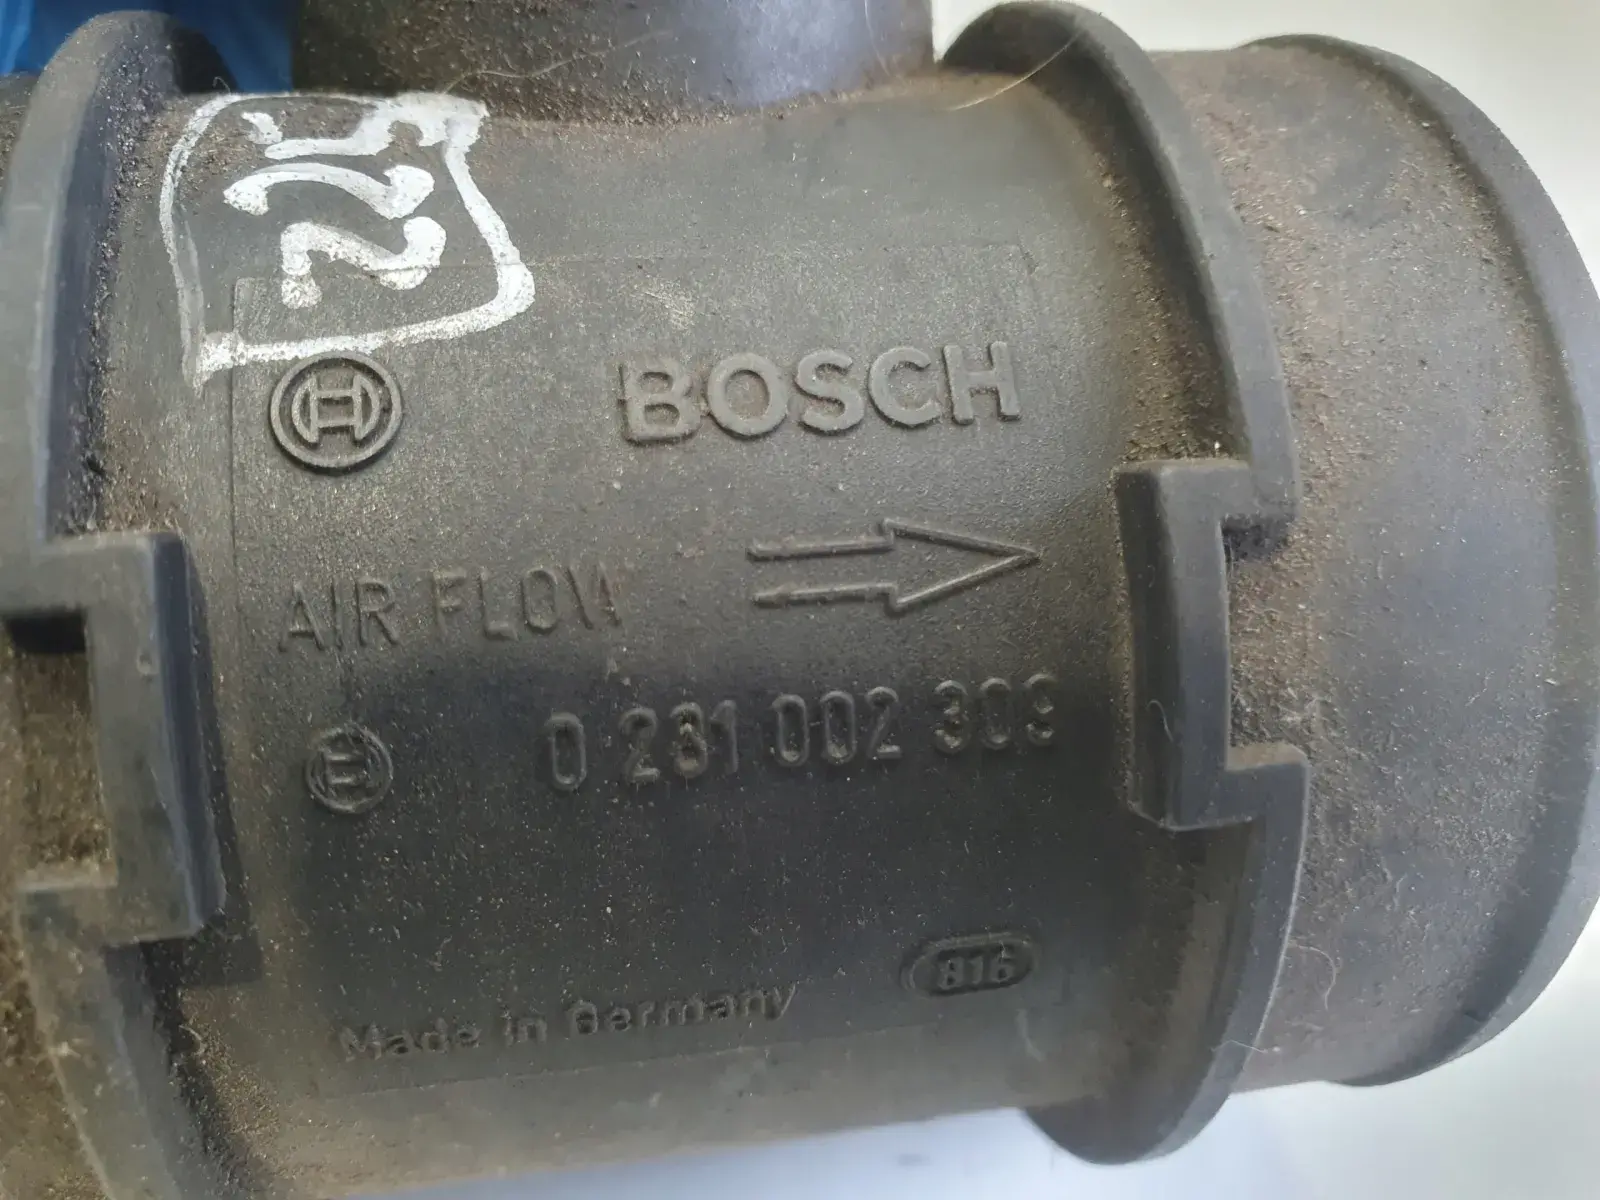 BOSCH
AIR FLOW
0 281 002 309
816
Made in Germany